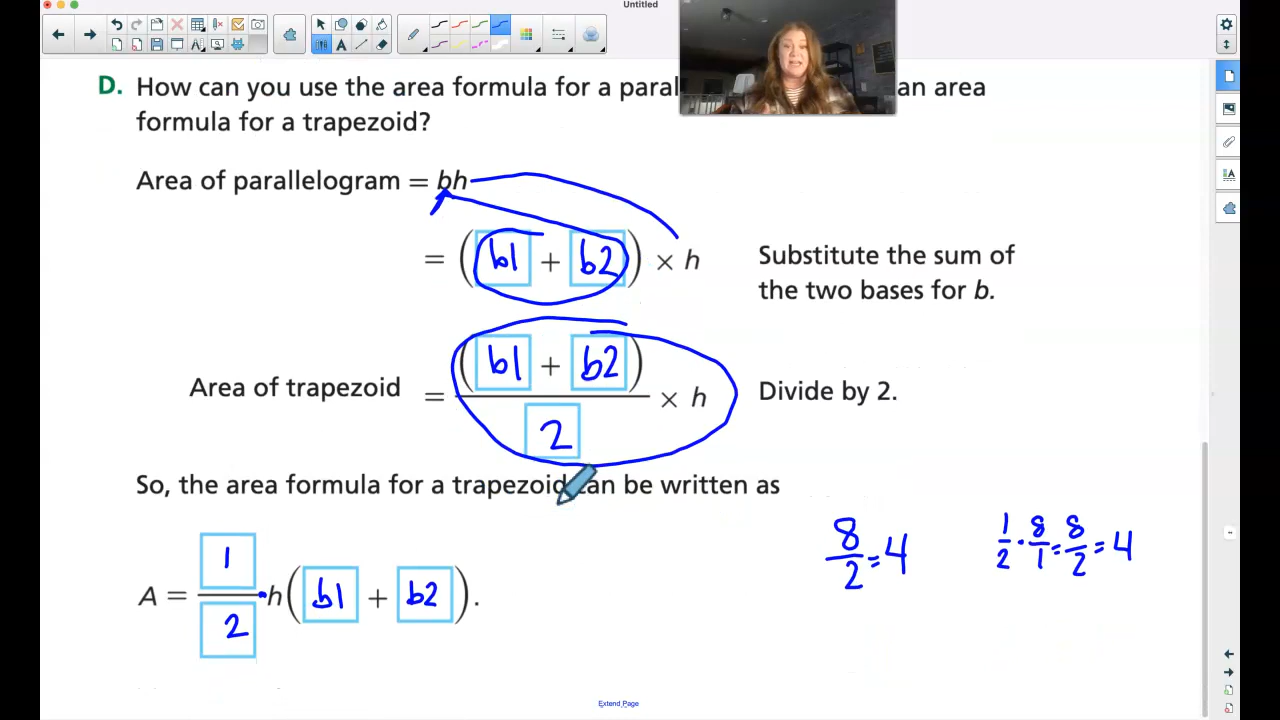 Untitled
D. How can you use the area formula for a paral an area
formula for a trapezoid?
Area of parallelogram = bh
= (b1 + b2) × h
Substitute the sum of
the two bases for b.
Area of trapezoid = (b1 + b2) / 2 × h
Divide by 2.
So, the area formula for a trapezoid can be written as
A = 1/2 · h(b1 + b2).
8/2 = 4
1/2 · 8/1 = 8/2 = 4
Extend Page